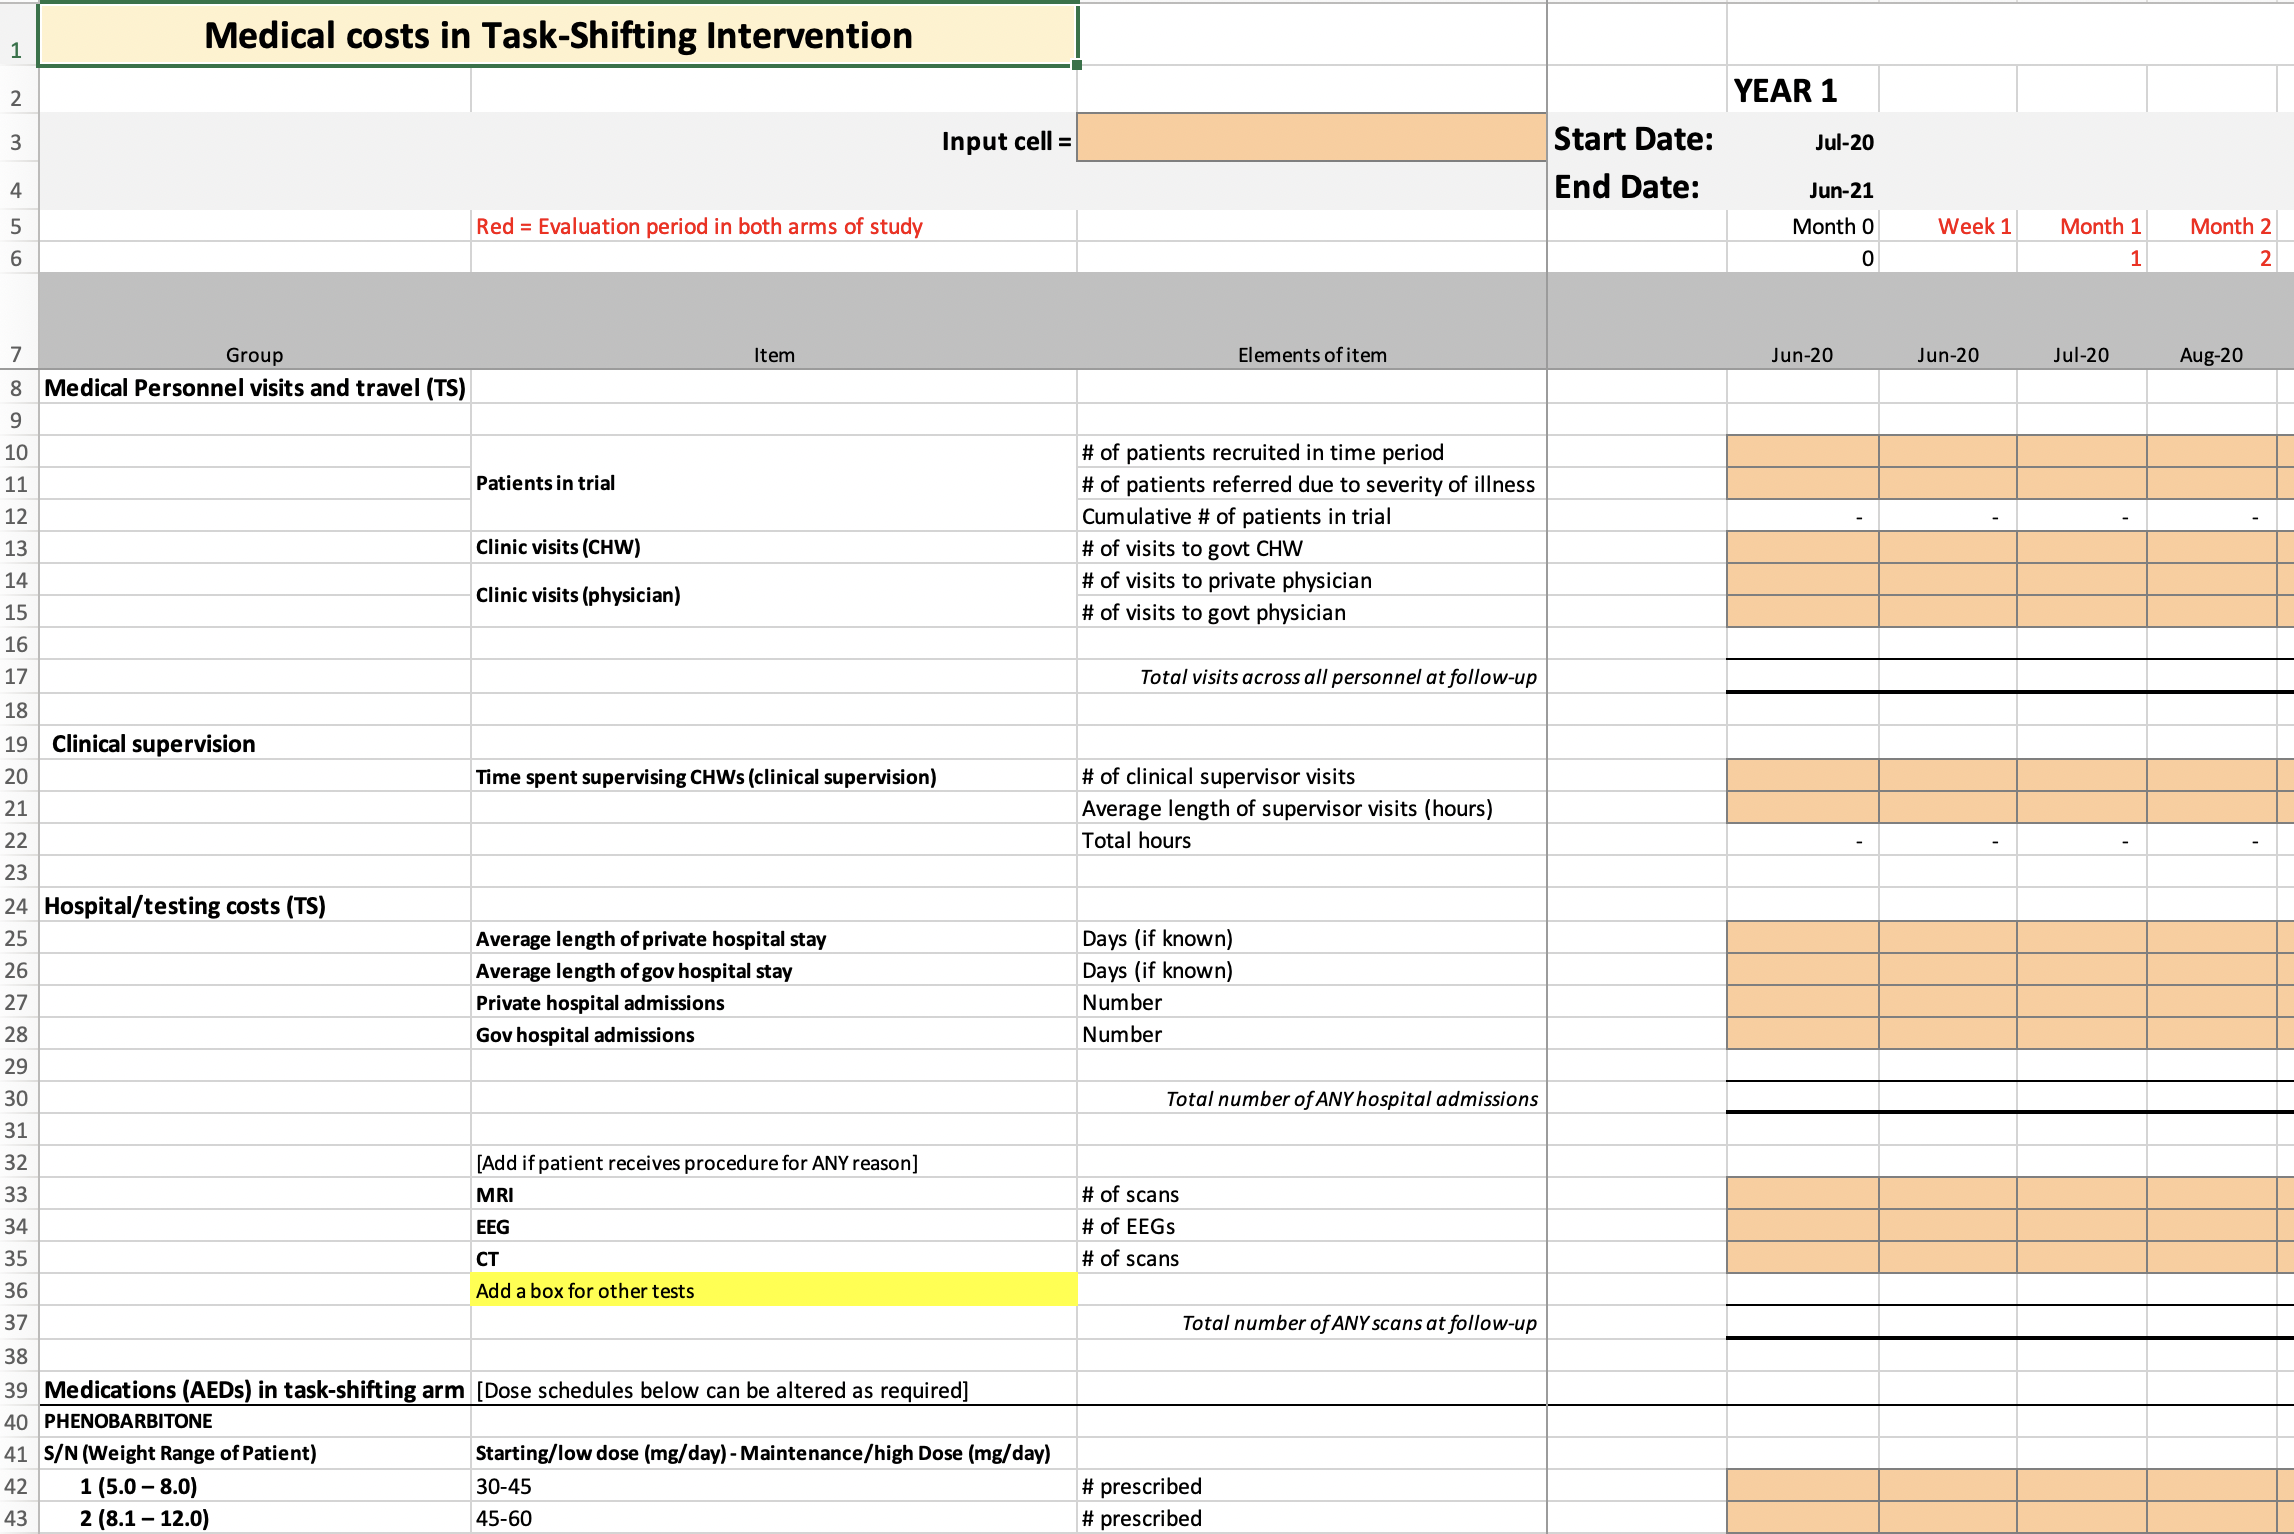 1 Medical costs in Task-Shifting Intervention
2 YEAR 1
3 Input cell = Start Date: Jul-20
4 End Date: Jun-21
5 Red = Evaluation period in both arms of study Month 0 Week 1 Month 1 Month 2
6 0 1 2
7 Group Item Elements of item Jun-20 Jun-20 Jul-20 Aug-20
8 Medical Personnel visits and travel (TS)
9
10 # of patients recruited in time period
11 Patients in trial # of patients referred due to severity of illness
12 Cumulative # of patients in trial - - - -
13 Clinic visits (CHW) # of visits to govt CHW
14 # of visits to private physician
Clinic visits (physician)
15 # of visits to govt physician
16
17 Total visits across all personnel at follow-up
18
19 Clinical supervision
20 Time spent supervising CHWs (clinical supervision) # of clinical supervisor visits
21 Average length of supervisor visits (hours)
22 Total hours - - - -
23
24 Hospital/testing costs (TS)
25 Average length of private hospital stay Days (if known)
26 Average length of gov hospital stay Days (if known)
27 Private hospital admissions Number
28 Gov hospital admissions Number
29
30 Total number of ANY hospital admissions
31
32 [Add if patient receives procedure for ANY reason]
33 MRI # of scans
34 EEG # of EEGs
35 CT # of scans
36 Add a box for other tests
37 Total number of ANY scans at follow-up
38
39 Medications (AEDs) in task-shifting arm [Dose schedules below can be altered as required]
40 PHENOBARBITONE
41 S/N (Weight Range of Patient) Starting/low dose (mg/day) - Maintenance/high Dose (mg/day)
42 1 (5.0 – 8.0) 30-45 # prescribed
43 2 (8.1 – 12.0) 45-60 # prescribed